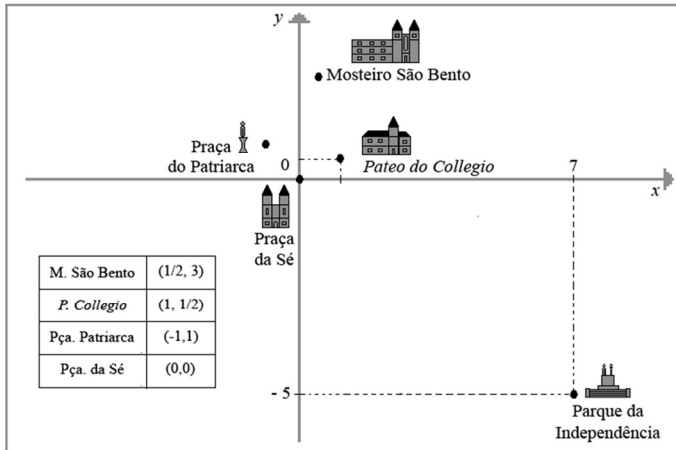 y
Mosteiro São Bento
Praça
do Patriarca
0
Pateo do Collegio
7
x
Praça
da Sé
M. São Bento (1/2, 3)
P. Collegio (1, 1/2)
Pça. Patriarca (-1,1)
Pça. da Sé (0,0)
- 5
Parque da
Independência